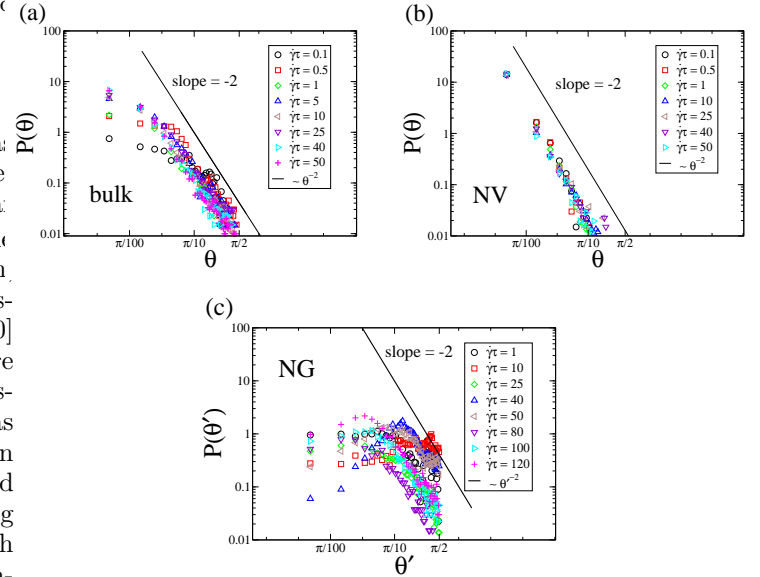 (a)
100
10
1
0.1
0.01
P(θ)
slope = -2
bulk
γ̇τ = 0.1
γ̇τ = 0.5
γ̇τ = 1
γ̇τ = 5
γ̇τ = 10
γ̇τ = 25
γ̇τ = 40
γ̇τ = 50
~ θ⁻²
π/100
π/10
π/2
θ
(b)
100
10
1
0.1
0.01
P(θ)
slope = -2
NV
γ̇τ = 0.1
γ̇τ = 0.5
γ̇τ = 1
γ̇τ = 10
γ̇τ = 25
γ̇τ = 40
γ̇τ = 50
~ θ⁻²
π/100
π/10
π/2
θ
(c)
100
10
1
0.1
0.01
P(θ′)
slope = -2
NG
γ̇τ = 1
γ̇τ = 10
γ̇τ = 25
γ̇τ = 40
γ̇τ = 50
γ̇τ = 80
γ̇τ = 100
γ̇τ = 120
~ θ′⁻²
π/100
π/10
π/2
θ′